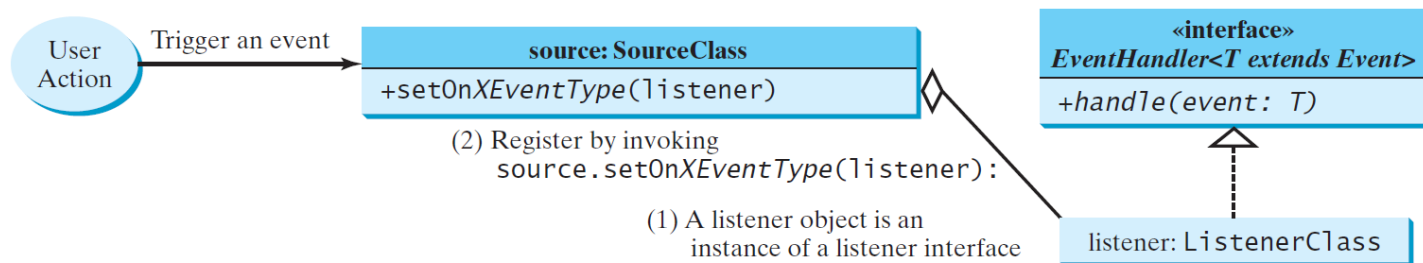 User
Action
Trigger an event
source: SourceClass
+setOnXEventType(listener)
(2) Register by invoking
source.setOnXEventType(listener):
(1) A listener object is an
instance of a listener interface
«interface»
EventHandler<T extends Event>
+handle(event: T)
listener: ListenerClass